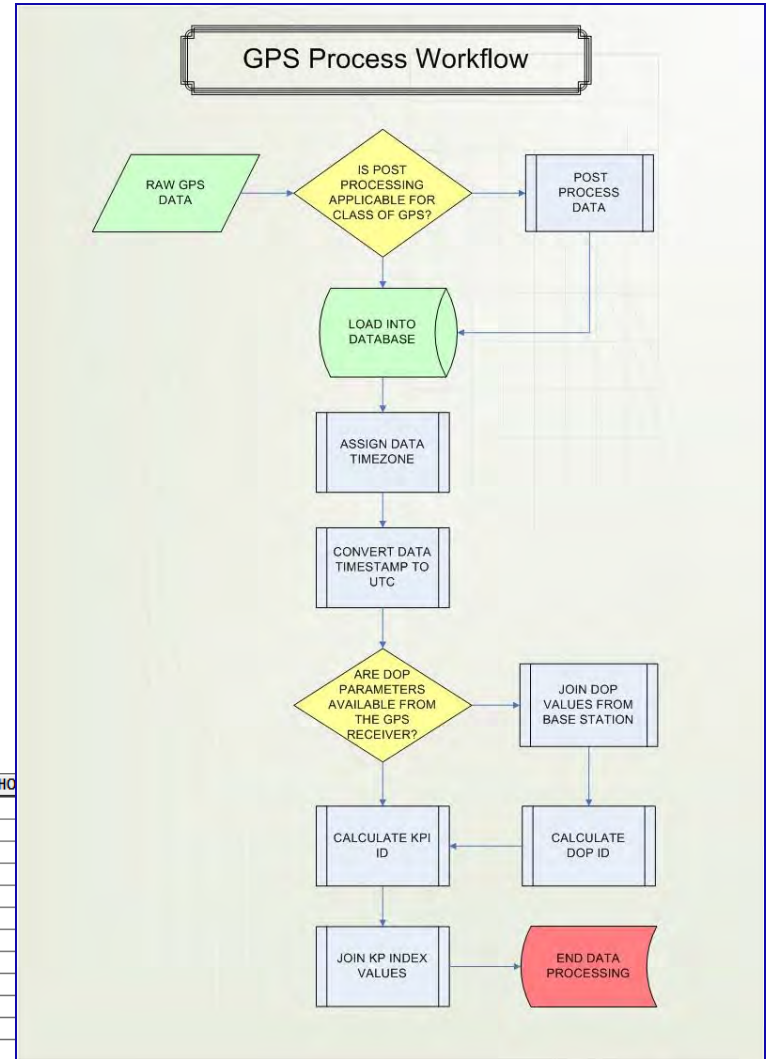 GPS Process Workflow
RAW GPS
DATA
IS POST
PROCESSING
APPLICABLE FOR
CLASS OF GPS?
POST
PROCESS
DATA
LOAD INTO
DATABASE
ASSIGN DATA
TIMEZONE
CONVERT DATA
TIMESTAMP TO
UTC
ARE DOP
PARAMETERS
AVAILABLE FROM
THE GPS
RECEIVER?
JOIN DOP
VALUES FROM
BASE STATION
CALCULATE KPI
ID
CALCULATE
DOP ID
JOIN KP INDEX
VALUES
END DATA
PROCESSING